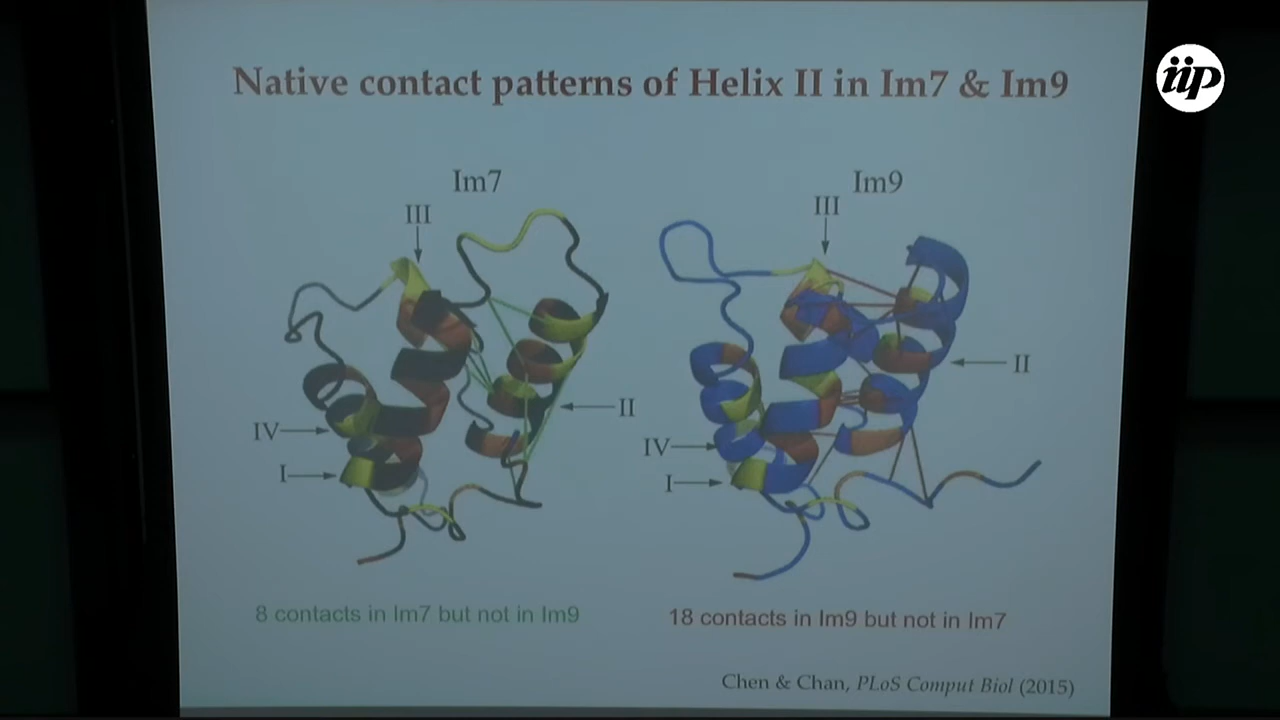 iip
Native contact patterns of Helix II in Im7 & Im9
Im7
Im9
III
III
II
II
IV
IV
I
I
8 contacts in Im7 but not in Im9
18 contacts in Im9 but not in Im7
Chen & Chan, PLoS Comput Biol (2015)